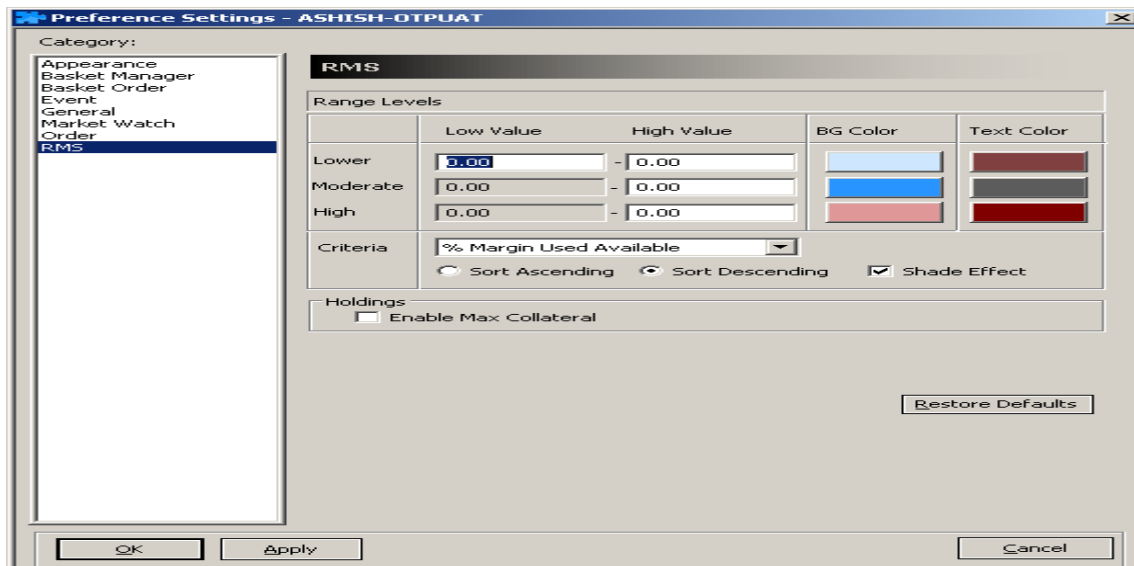 Preference Settings - ASHISH-OTPUAT
Category:
Appearance
Basket Manager
Basket Order
Event
General
Market Watch
Order
RMS
RMS
Range Levels
Low Value High Value BG Color Text Color
Lower 0.00 - 0.00
Moderate 0.00 - 0.00
High 0.00 - 0.00
Criteria % Margin Used Available
Sort Ascending Sort Descending Shade Effect
Holdings
Enable Max Collateral
Restore Defaults
OK Apply Cancel